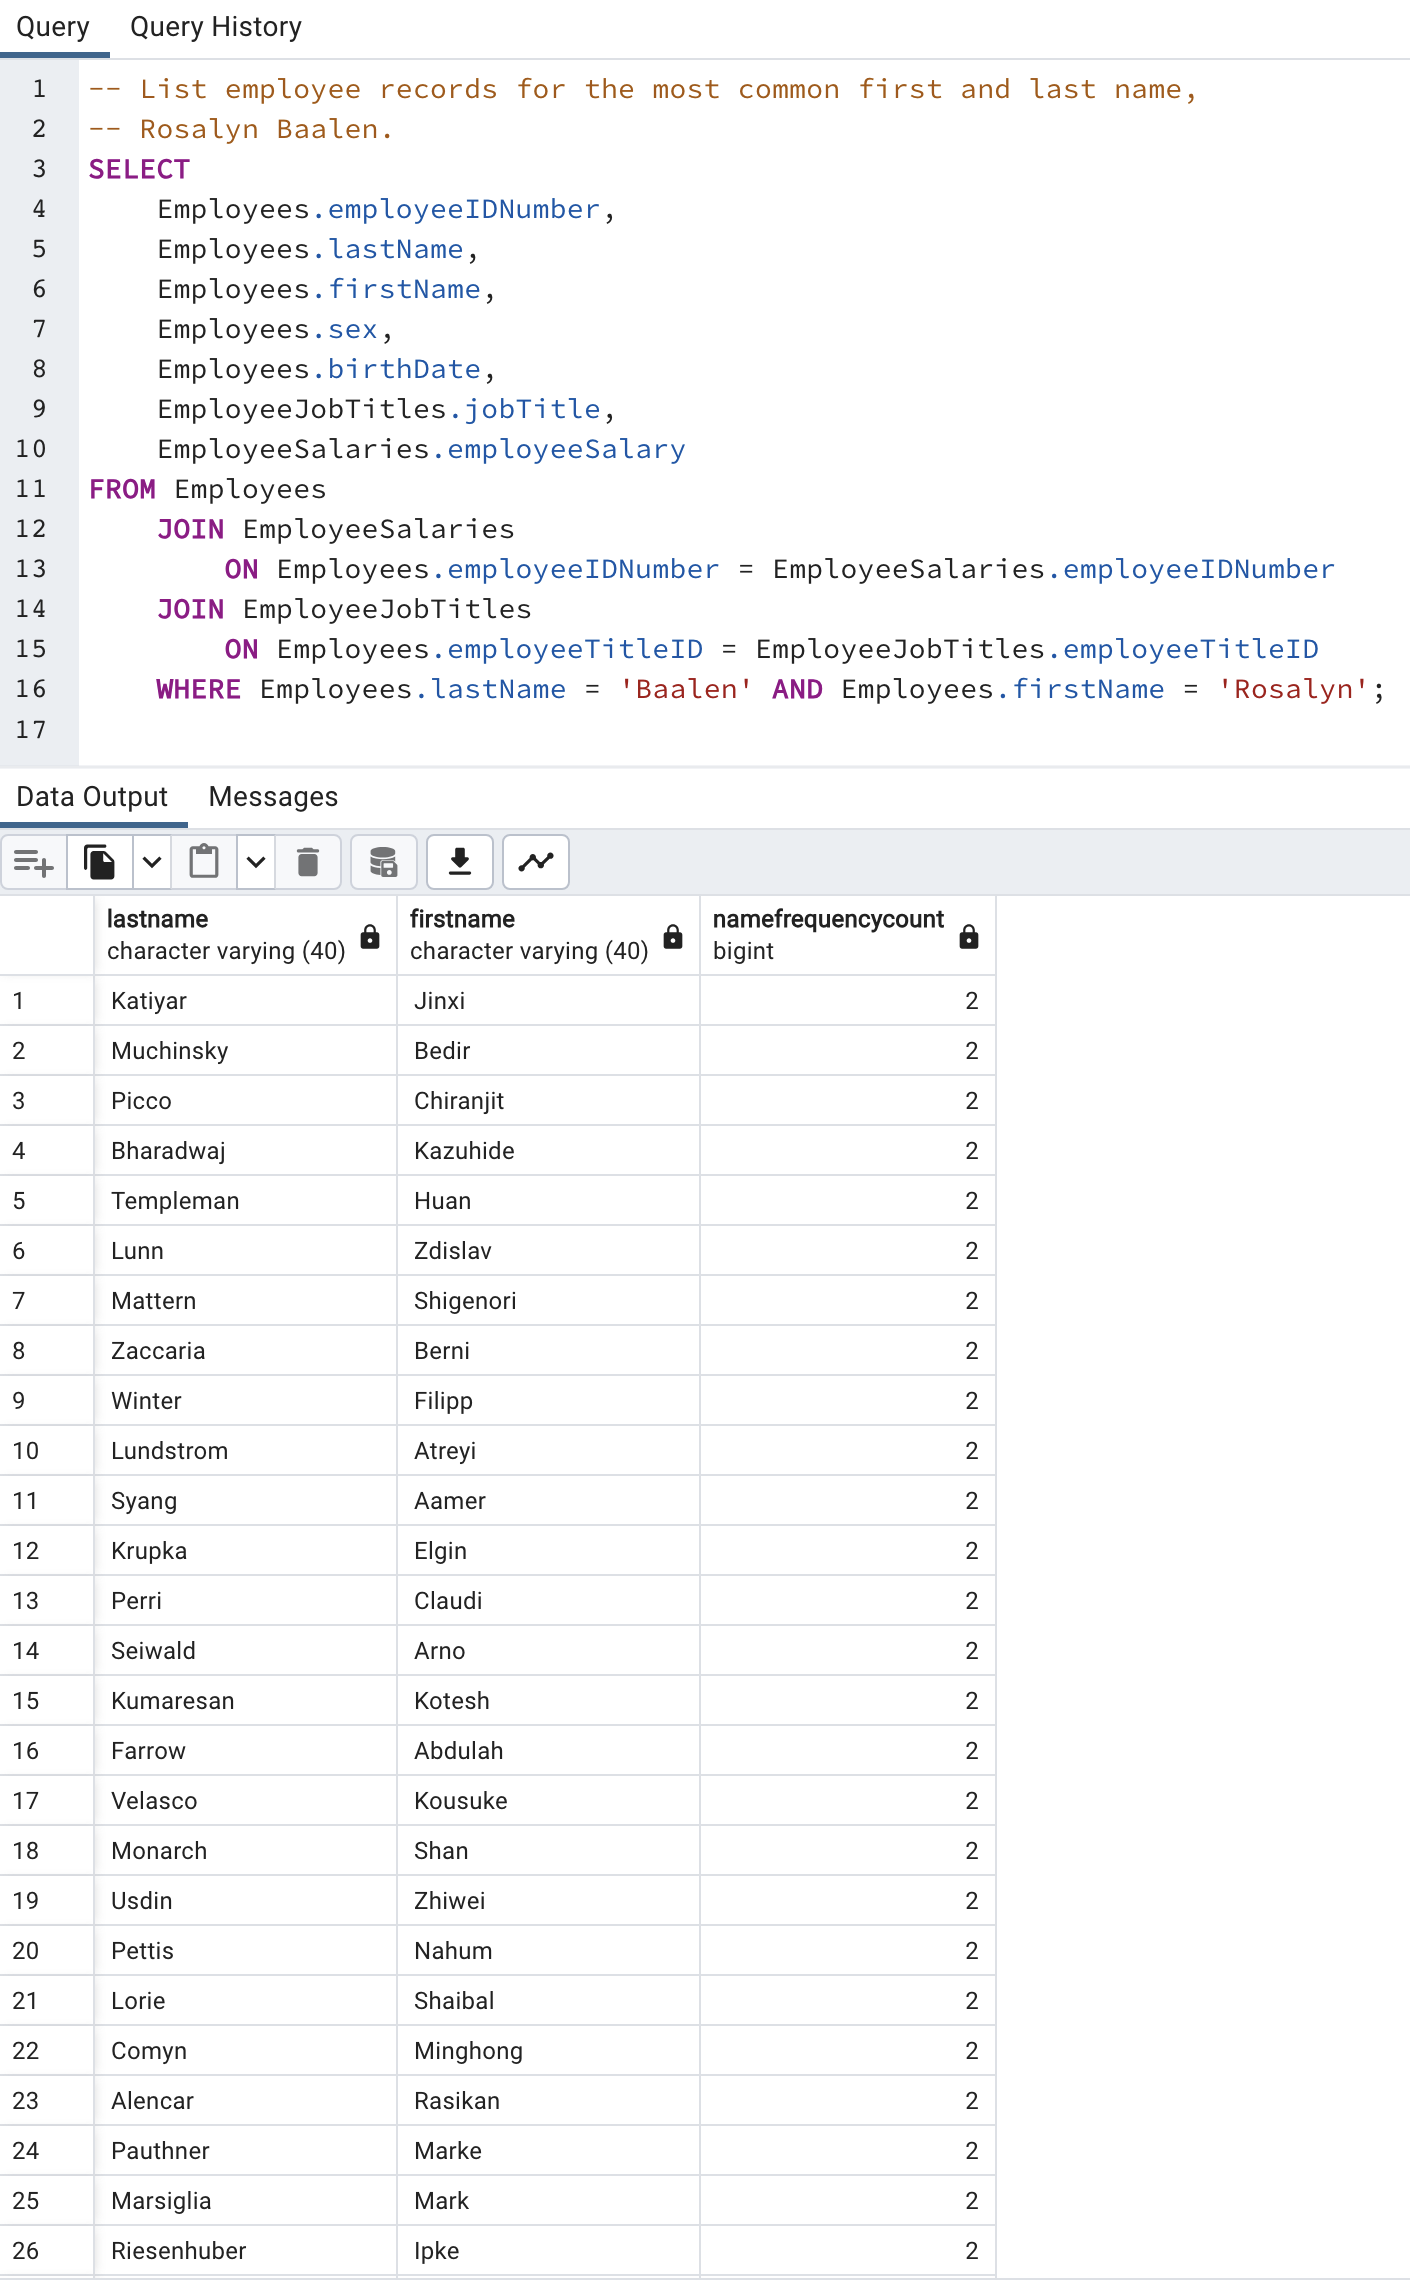 Query Query History
1 -- List employee records for the most common first and last name,
2 -- Rosalyn Baalen.
3 SELECT
4 Employees.employeeIDNumber,
5 Employees.lastName,
6 Employees.firstName,
7 Employees.sex,
8 Employees.birthDate,
9 EmployeeJobTitles.jobTitle,
10 EmployeeSalaries.employeeSalary
11 FROM Employees
12 JOIN EmployeeSalaries
13 ON Employees.employeeIDNumber = EmployeeSalaries.employeeIDNumber
14 JOIN EmployeeJobTitles
15 ON Employees.employeeTitleID = EmployeeJobTitles.employeeTitleID
16 WHERE Employees.lastName = 'Baalen' AND Employees.firstName = 'Rosalyn';
17
Data Output Messages
lastname firstname namefrequencycount
character varying (40) character varying (40) bigint
1 Katiyar Jinxi 2
2 Muchinsky Bedir 2
3 Picco Chiranjit 2
4 Bharadwaj Kazuhide 2
5 Templeman Huan 2
6 Lunn Zdislav 2
7 Mattern Shigenori 2
8 Zaccaria Berni 2
9 Winter Filipp 2
10 Lundstrom Atreyi 2
11 Syang Aamer 2
12 Krupka Elgin 2
13 Perri Claudi 2
14 Seiwald Arno 2
15 Kumaresan Kotesh 2
16 Farrow Abdulah 2
17 Velasco Kousuke 2
18 Monarch Shan 2
19 Usdin Zhiwei 2
20 Pettis Nahum 2
21 Lorie Shaibal 2
22 Comyn Minghong 2
23 Alencar Rasikan 2
24 Pauthner Marke 2
25 Marsiglia Mark 2
26 Riesenhuber Ipke 2